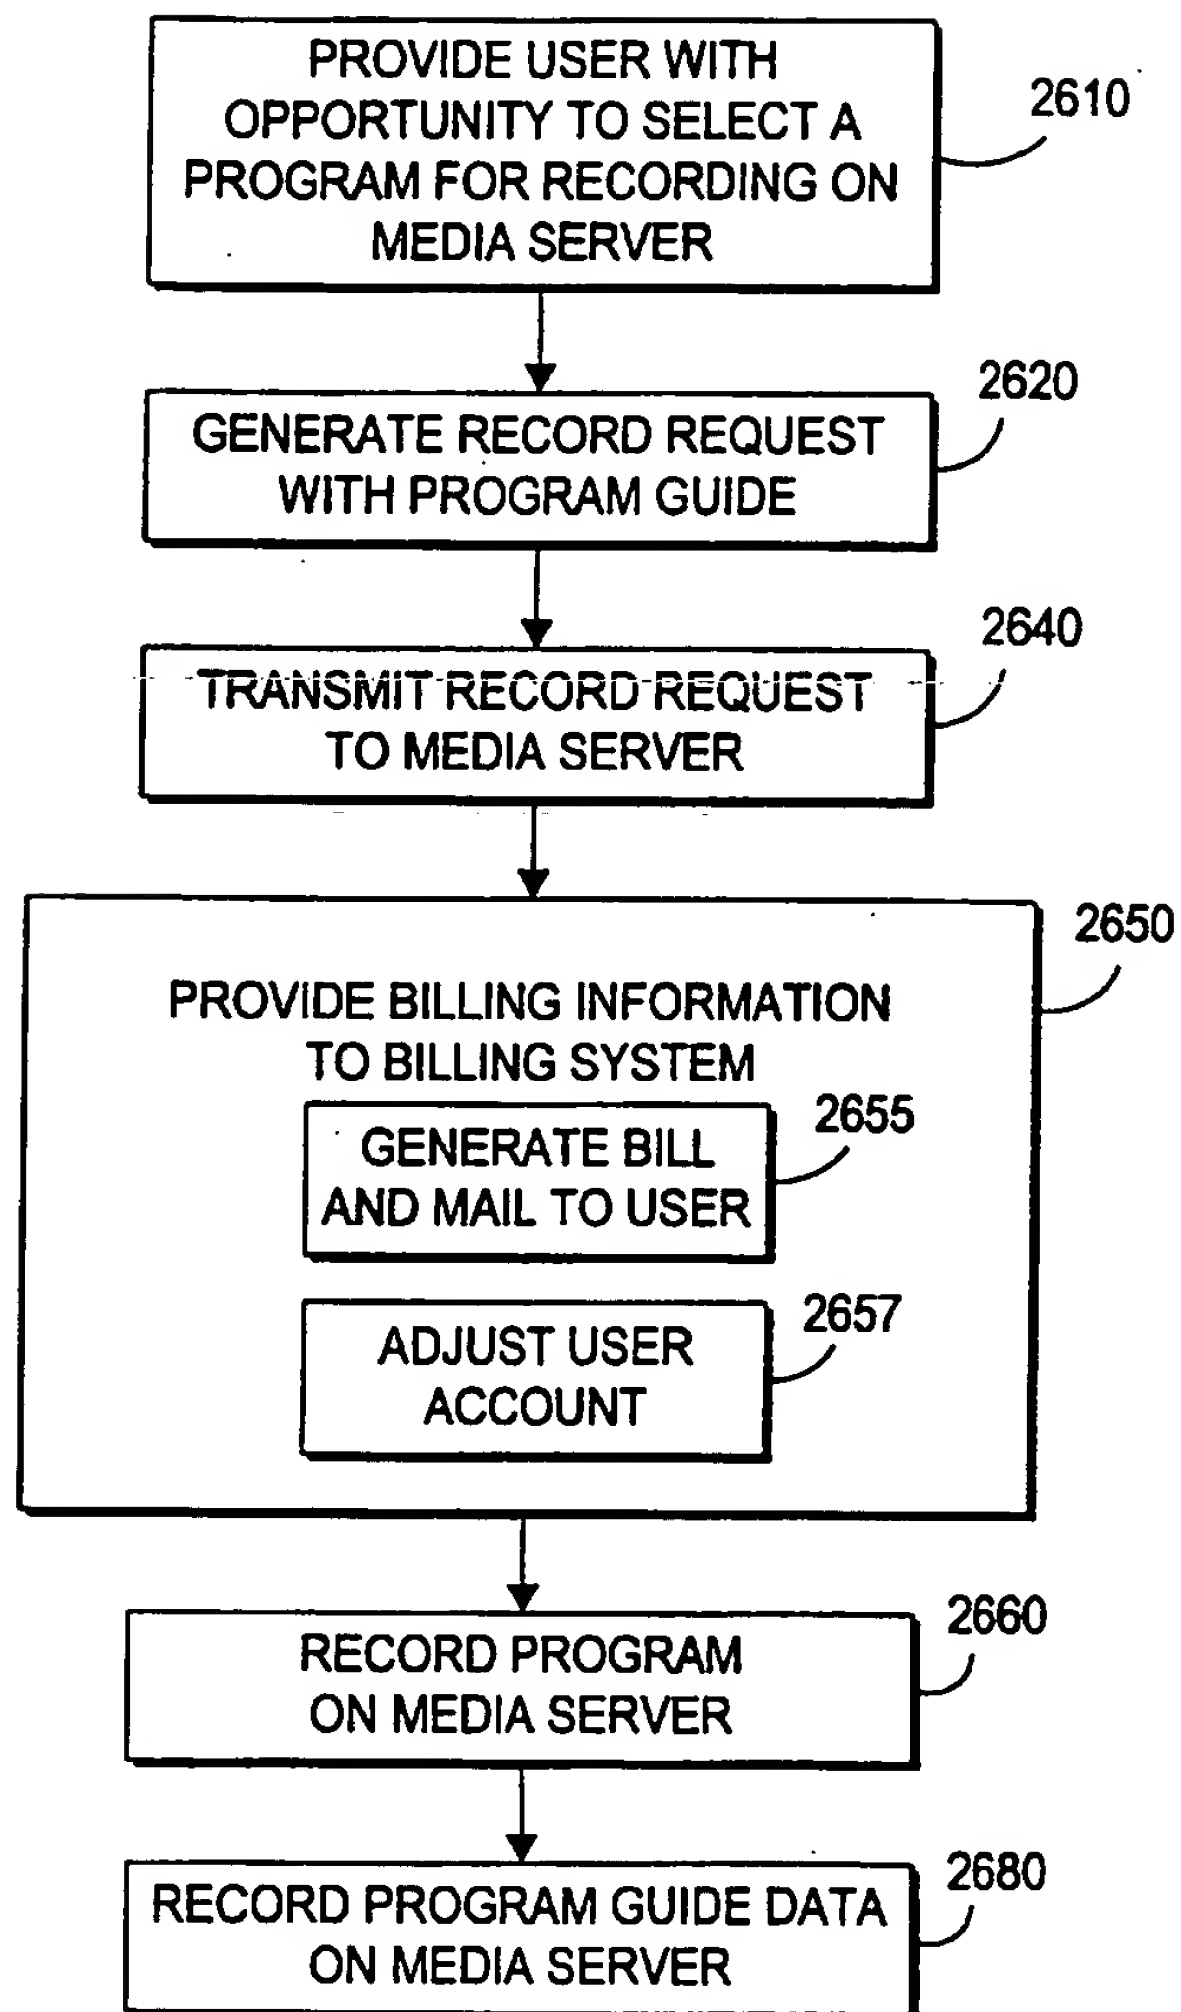 PROVIDE USER WITH
OPPORTUNITY TO SELECT A
PROGRAM FOR RECORDING ON
MEDIA SERVER
2610
GENERATE RECORD REQUEST
WITH PROGRAM GUIDE
2620
TRANSMIT RECORD REQUEST
TO MEDIA SERVER
2640
PROVIDE BILLING INFORMATION
TO BILLING SYSTEM
2650
GENERATE BILL
AND MAIL TO USER
2655
ADJUST USER
ACCOUNT
2657
RECORD PROGRAM
ON MEDIA SERVER
2660
RECORD PROGRAM GUIDE DATA
ON MEDIA SERVER
2680